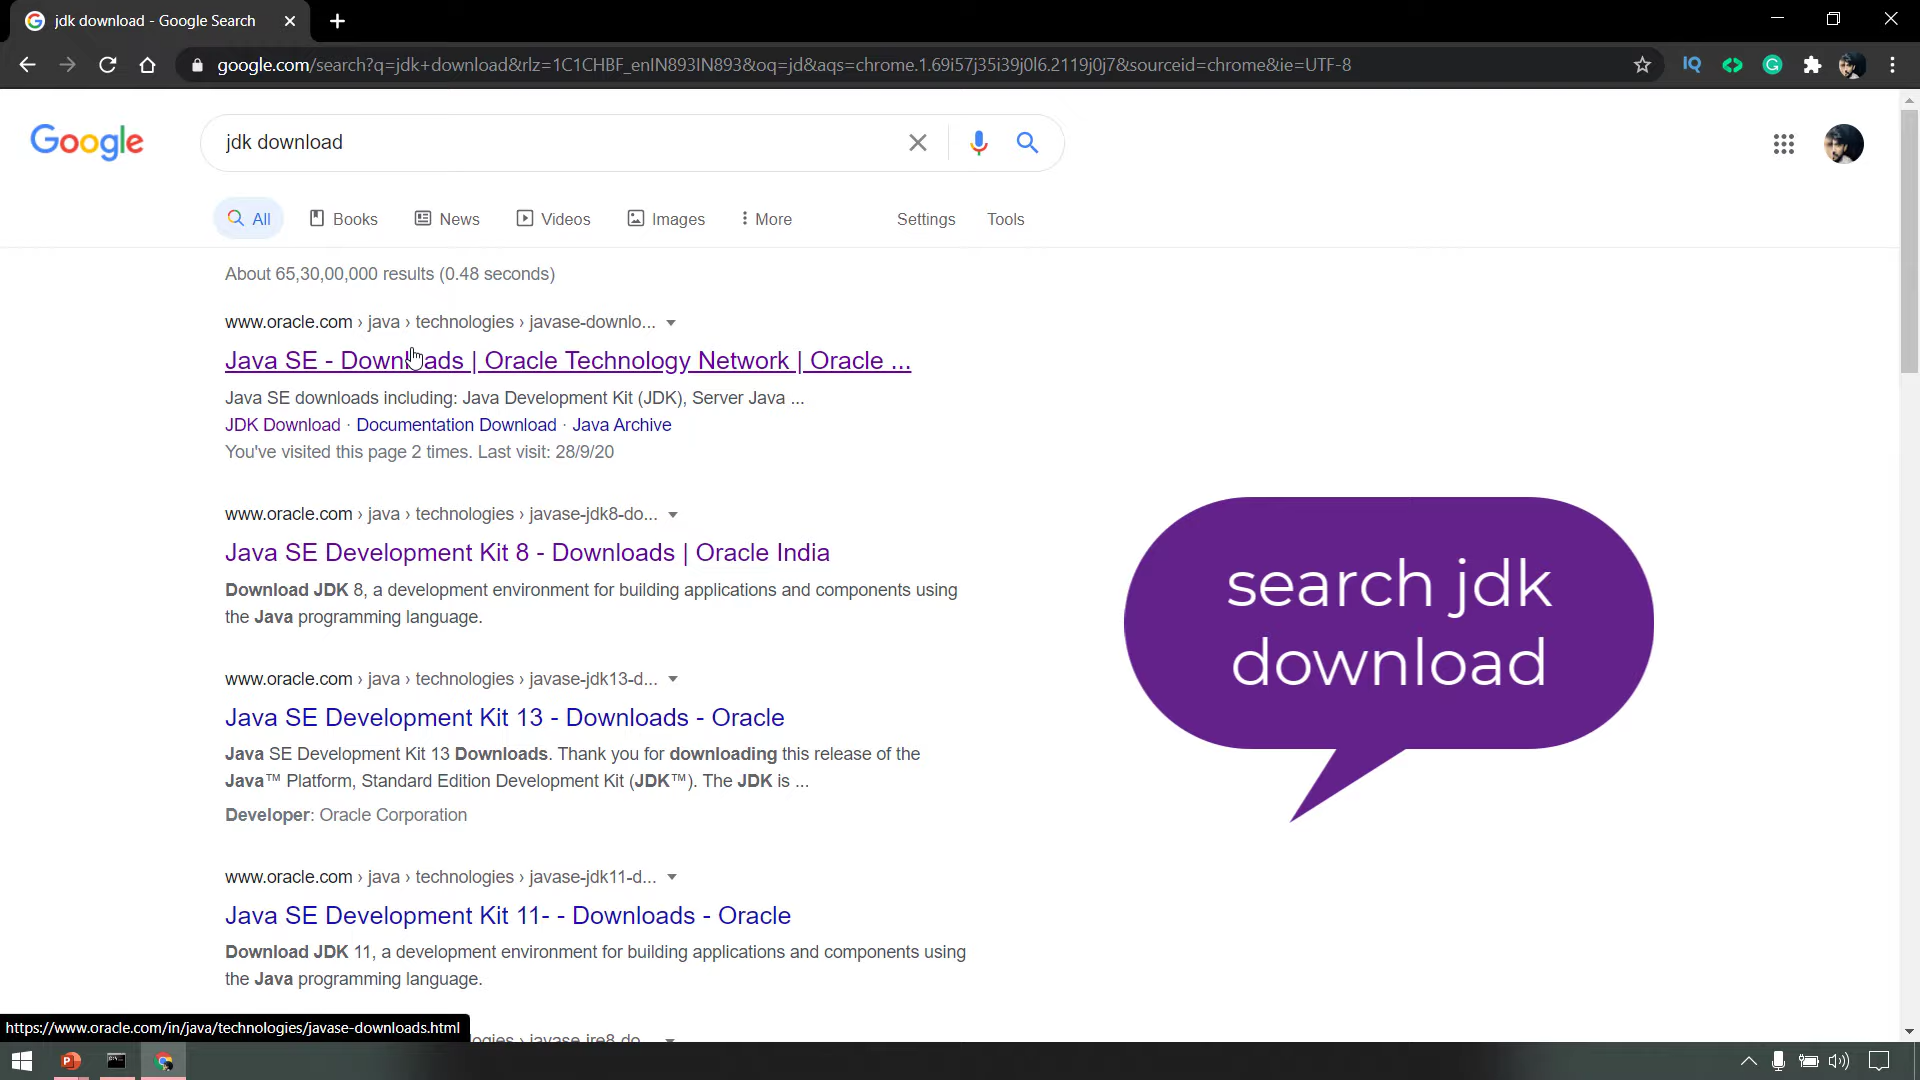 jdk download - Google Search
google.com/search?q=jdk+download&rlz=1C1CHBF_enIN893IN893&oq=jd&aqs=chrome.1.69i57j35i39j0l6.2119j0j7&sourceid=chrome&ie=UTF-8
Google
jdk download
All Books News Videos Images More Settings Tools
About 65,30,00,000 results (0.48 seconds)
www.oracle.com › java › technologies › javase-downlo...
Java SE - Downloads | Oracle Technology Network | Oracle ...
Java SE downloads including: Java Development Kit (JDK), Server Java ...
JDK Download · Documentation Download · Java Archive
You've visited this page 2 times. Last visit: 28/9/20
www.oracle.com › java › technologies › javase-jdk8-do...
Java SE Development Kit 8 - Downloads | Oracle India
Download JDK 8, a development environment for building applications and components using
the Java programming language.
search jdk
download
www.oracle.com › java › technologies › javase-jdk13-d...
Java SE Development Kit 13 - Downloads - Oracle
Java SE Development Kit 13 Downloads. Thank you for downloading this release of the
Java™ Platform, Standard Edition Development Kit (JDK™). The JDK is ...
Developer: Oracle Corporation
www.oracle.com › java › technologies › javase-jdk11-d...
Java SE Development Kit 11- - Downloads - Oracle
Download JDK 11, a development environment for building applications and components using
the Java programming language.
https://www.oracle.com/in/java/technologies/javase-downloads.html